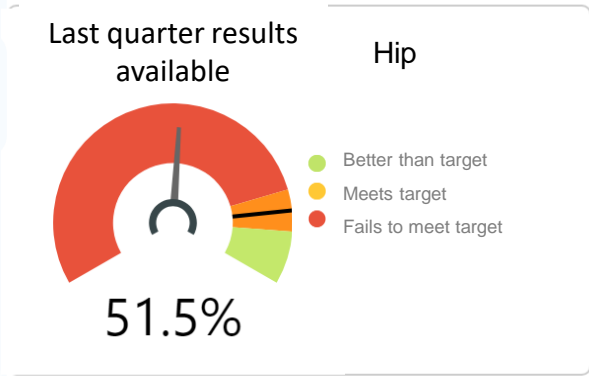 Last quarter results
available
Hip
Better than target
Meets target
Fails to meet target
51.5%